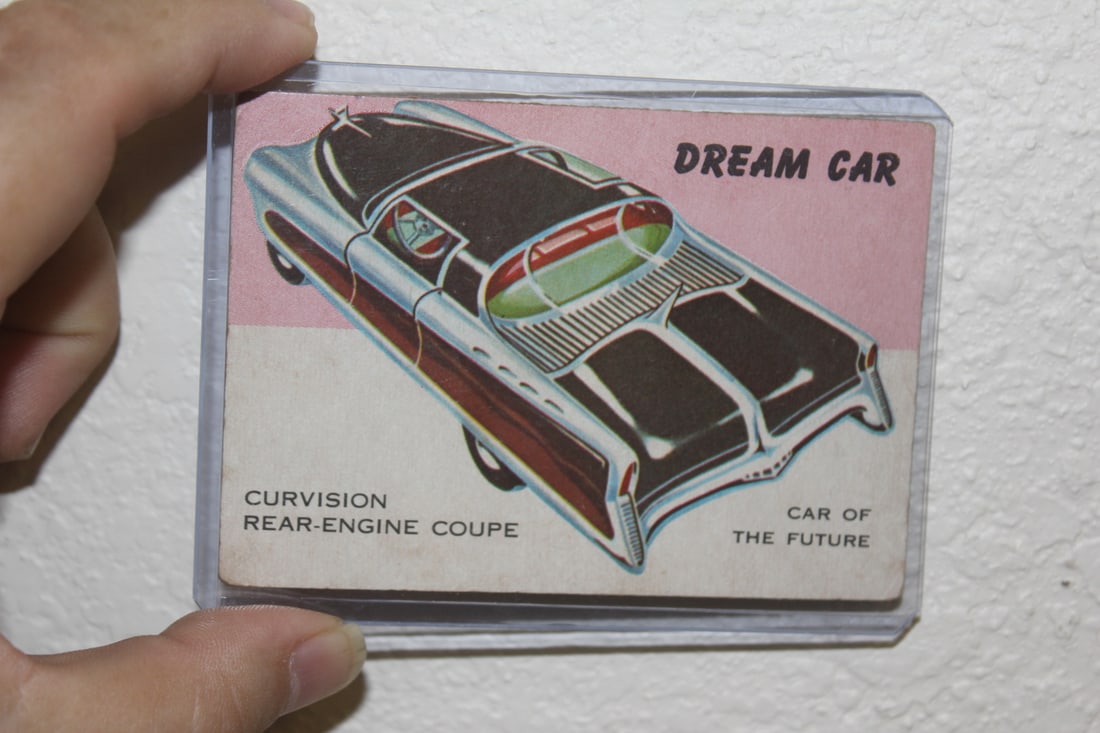 DREAM CAR
CURVISION
REAR-ENGINE COUPE
CAR OF
THE FUTURE